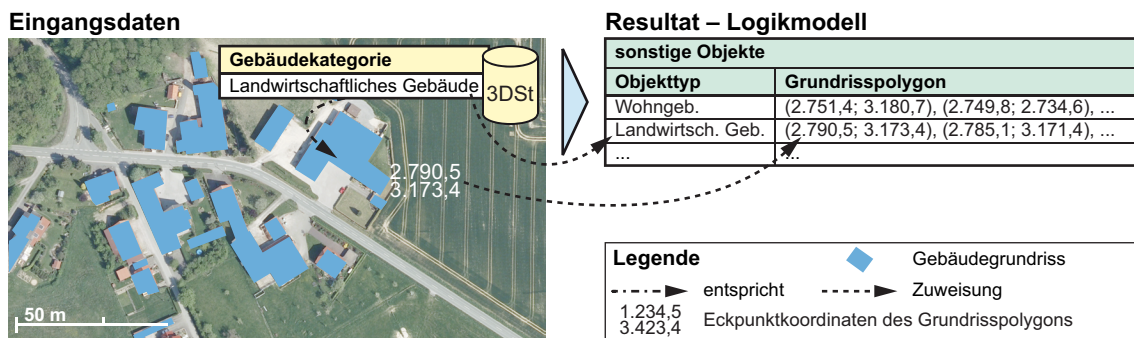 Eingangsdaten
Gebäudekategorie
Landwirtschaftliches Gebäude
3DSt
2.790,5
3.173,4
50 m
Resultat – Logikmodell
sonstige Objekte
Objekttyp Grundrisspolygon
Wohngeb. (2.751,4; 3.180,7), (2.749,8; 2.734,6), ...
Landwirtsch. Geb. (2.790,5; 3.173,4), (2.785,1; 3.171,4), ...
... ...
Legende
Gebäudegrundriss
entspricht
Zuweisung
1.234,5
3.423,4
Eckpunktkoordinaten des Grundrisspolygons